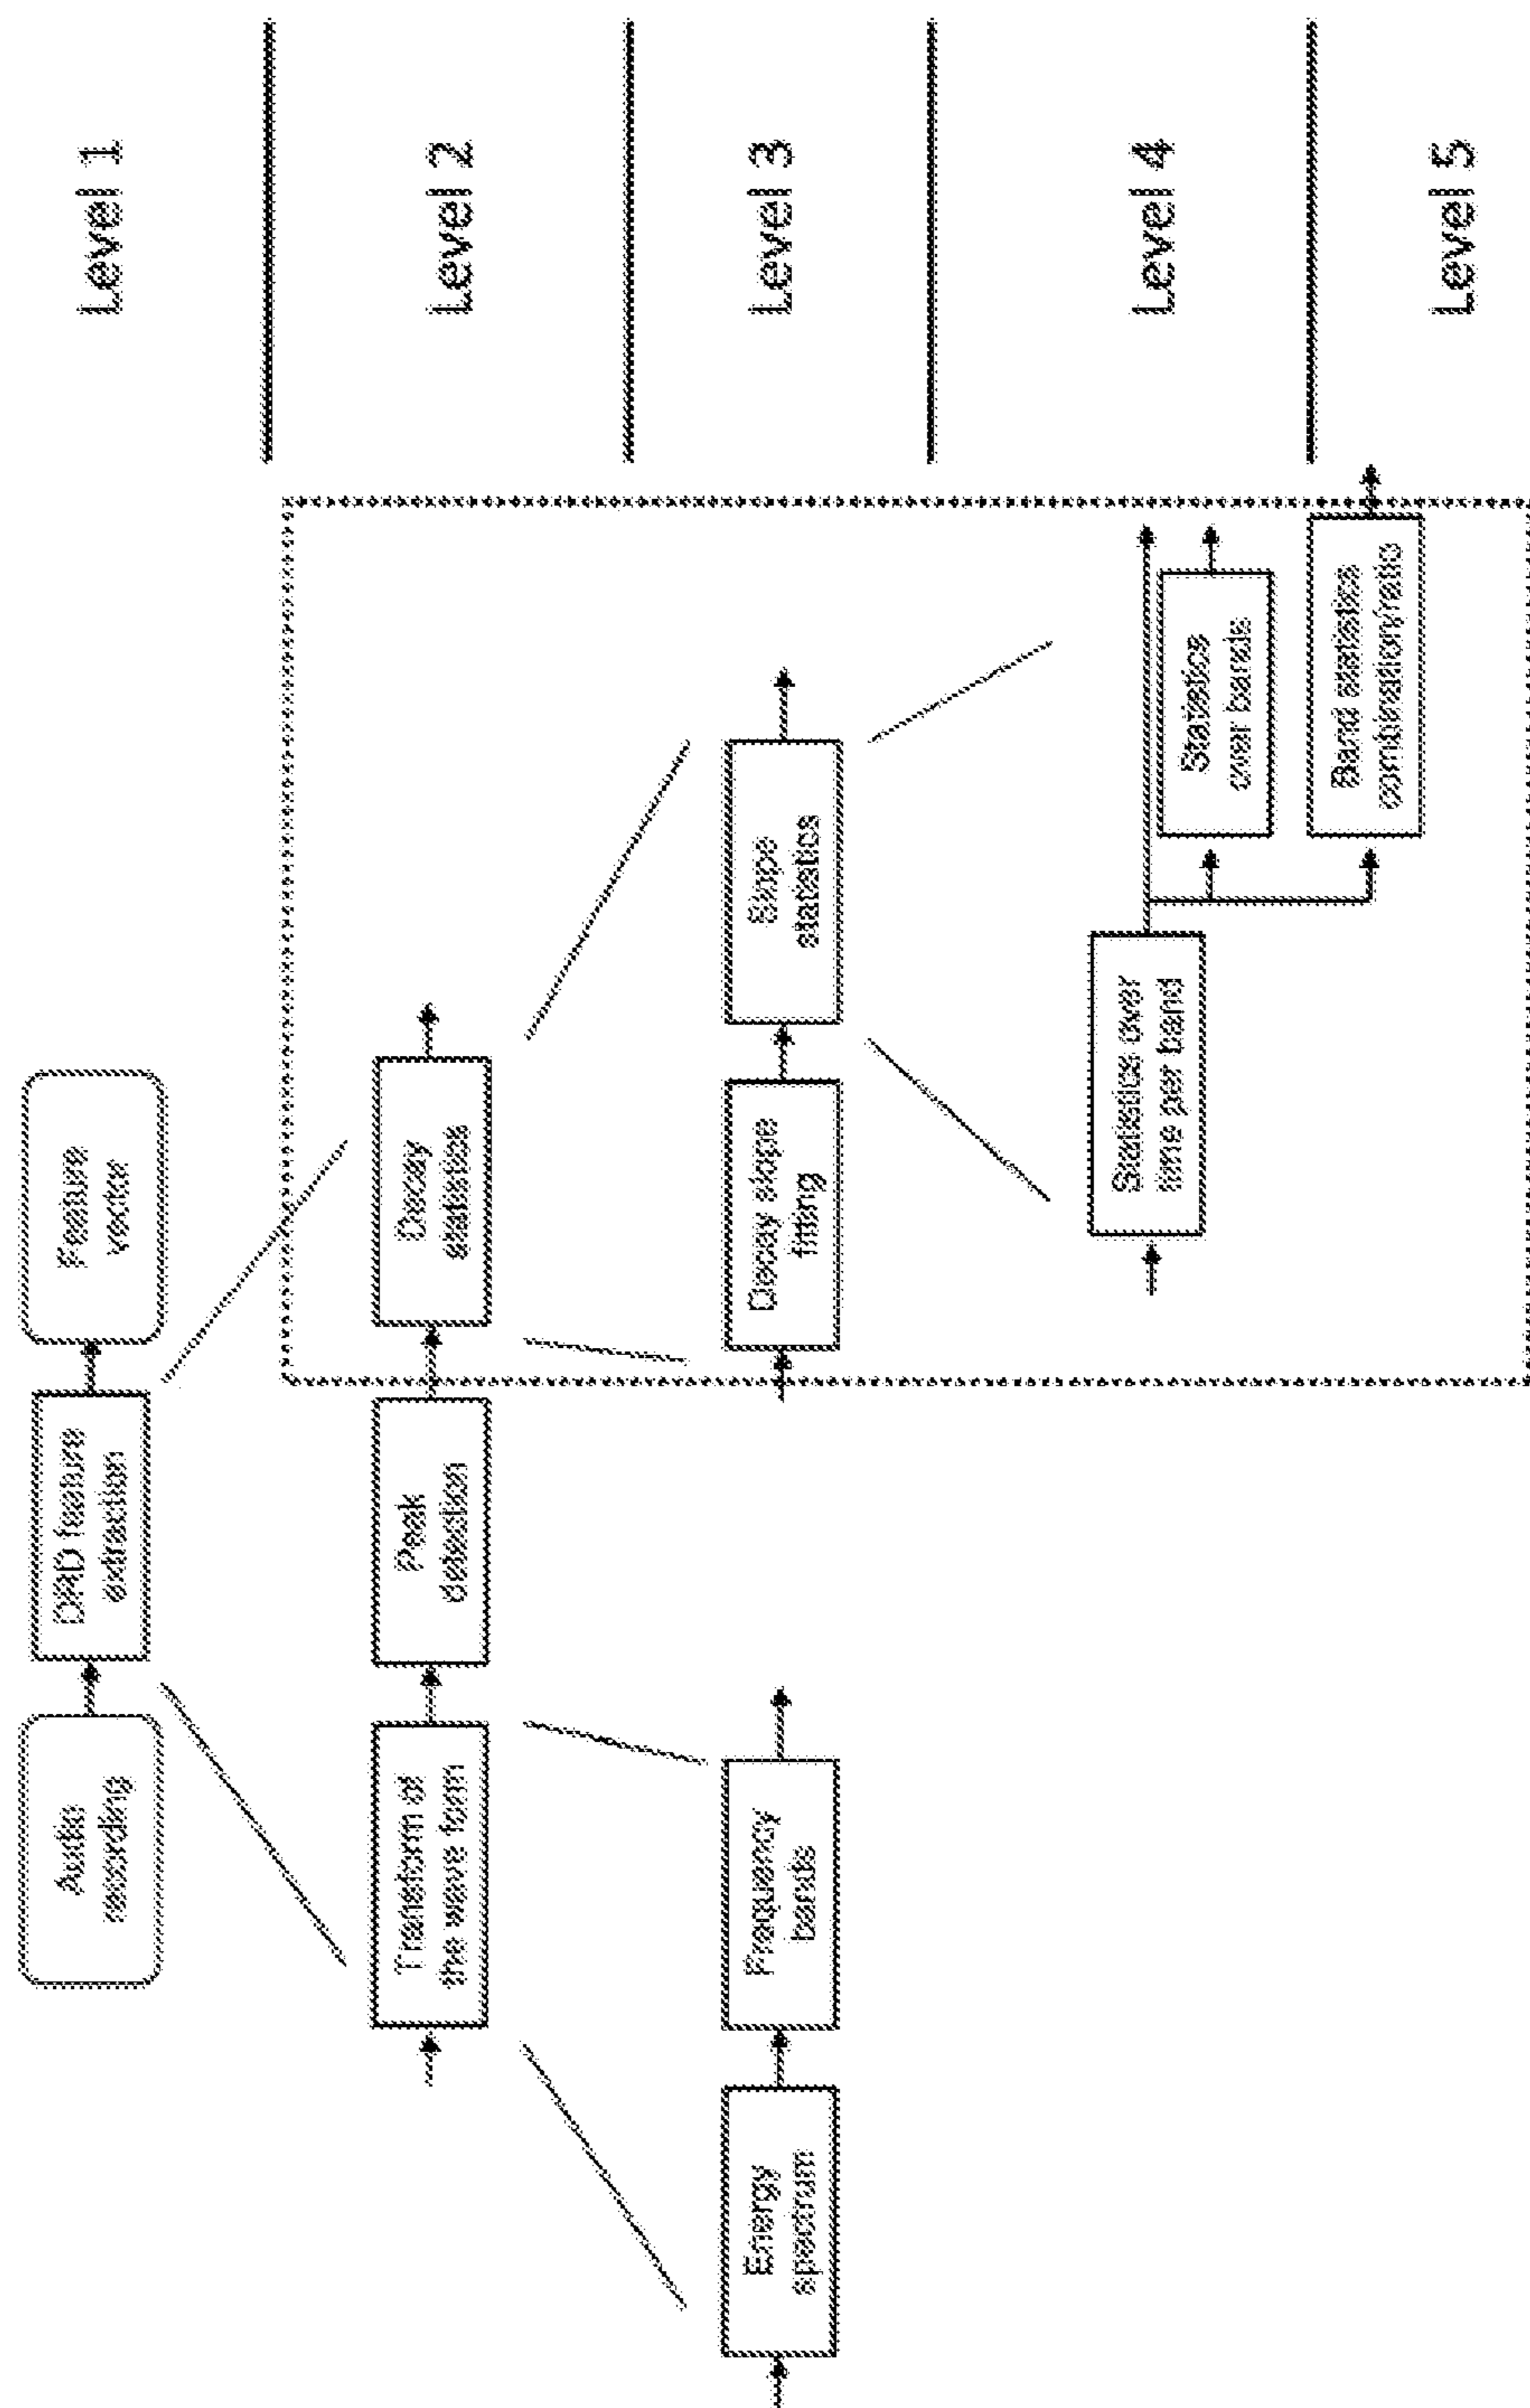 Audio
recording
DRD feature
extraction
Feature
vector
Level 1
Transform of
the wave form
Peak
detection
Decay
statistics
Level 2
Energy
spectrum
Frequency
bands
Decay slope
fitting
Slope
statistics
Level 3
Statistics over
time per band
Statistics
over bands
Level 4
Band statistics
combination/ratio
Level 5